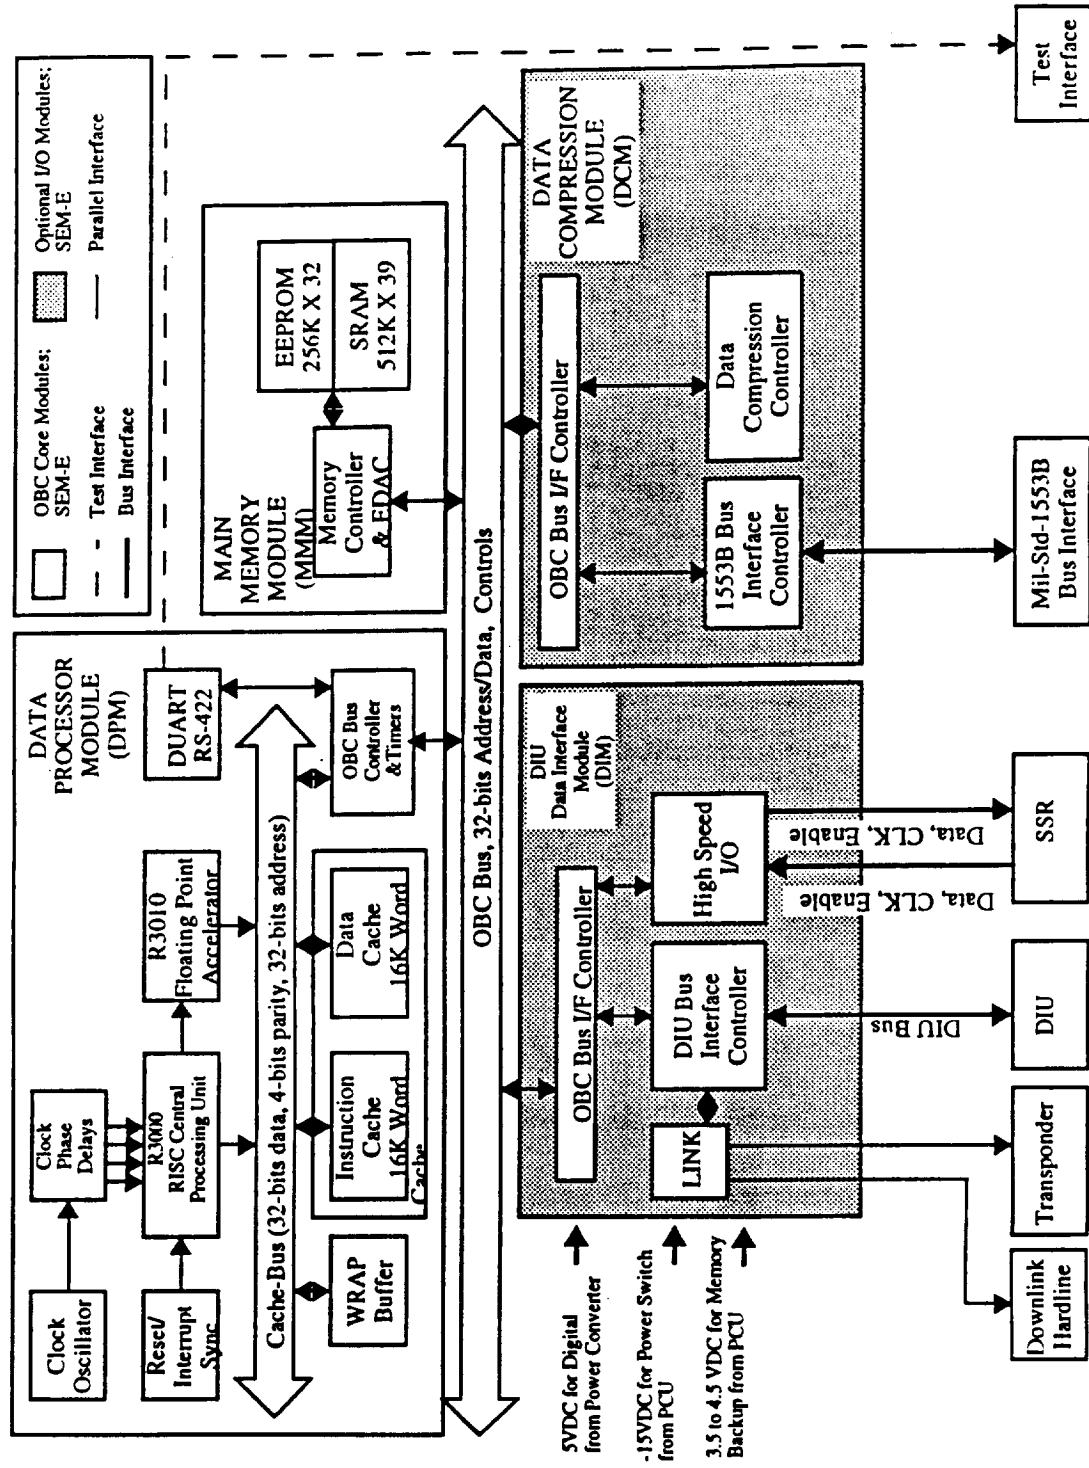 OBC Core Modules;
SEM-E
Optional I/O Modules;
SEM-E
Test Interface
Parallel Interface
Bus Interface
DATA
PROCESSOR
MODULE
(DPM)
Clock
Oscillator
Clock
Phase
Delays
Reset/
Interrupt
Sync
R3000
RISC Central
Processing Unit
R3010
Floating Point
Accelerator
DUART
RS-422
Cache-Bus (32-bits data, 4-bits parity, 32-bits address)
WRAP
Buffer
Instruction
Cache
16K Word
Data
Cache
16K Word
Cache
OBC Bus
Controller
&Timers
MAIN
MEMORY
MODULE
(MMM)
Memory
Controller
& EDAC
EEPROM
256K X 32
SRAM
512K X 39
OBC Bus, 32-bits Address/Data, Controls
5VDC for Digital
from Power Converter
-15VDC for Power Switch
from PCU
3.5 to 4.5 VDC for Memory
Backup from PCU
DIU
Data Interface
Module
(DIM)
OBC Bus I/F Controller
LINK
DIU Bus
Interface
Controller
High Speed
I/O
DATA
COMPRESSION
MODULE
(DCM)
OBC Bus I/F Controller
1553B Bus
Interface
Controller
Data
Compression
Controller
DIU Bus
Data, CLK, Enable
Data, CLK, Enable
Downlink
Hardline
Transponder
DIU
SSR
Mil-Std-1553B
Bus Interface
Test
Interface